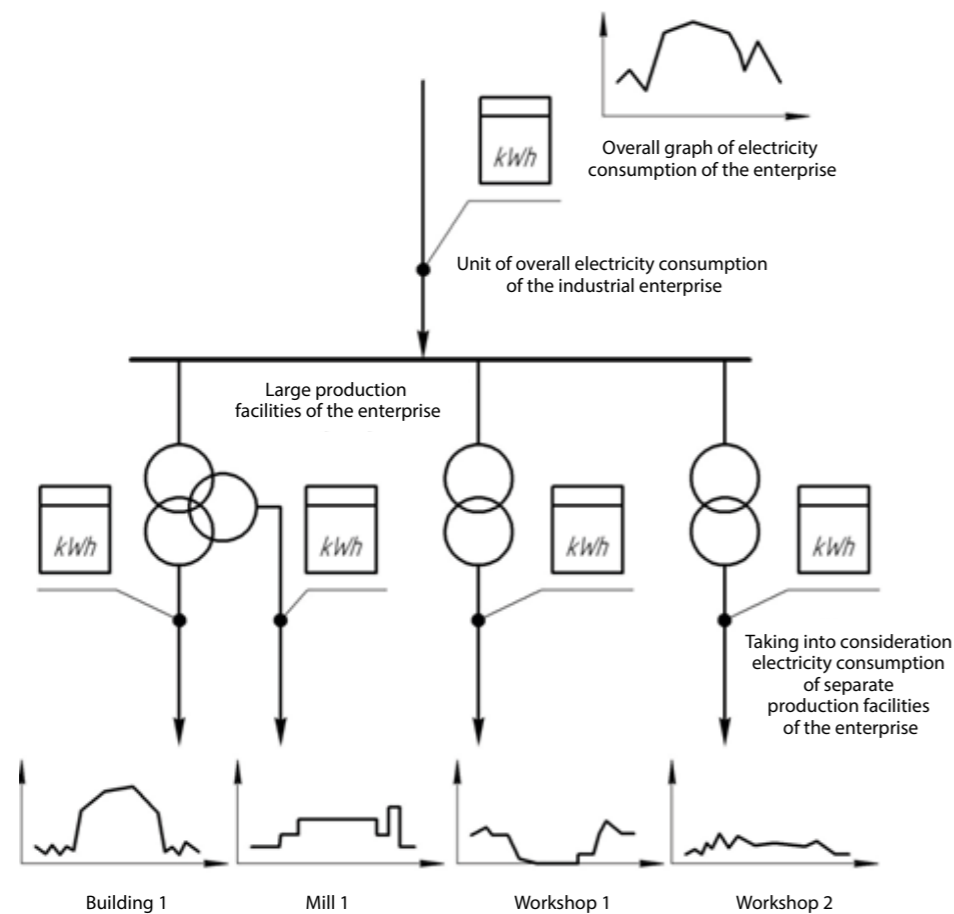 kWh
Overall graph of electricity
consumption of the enterprise
Unit of overall electricity consumption
of the industrial enterprise
Large production
facilities of the enterprise
kWh
kWh
kWh
kWh
Taking into consideration
electricity consumption
of separate
production facilities
of the enterprise
Building 1
Mill 1
Workshop 1
Workshop 2